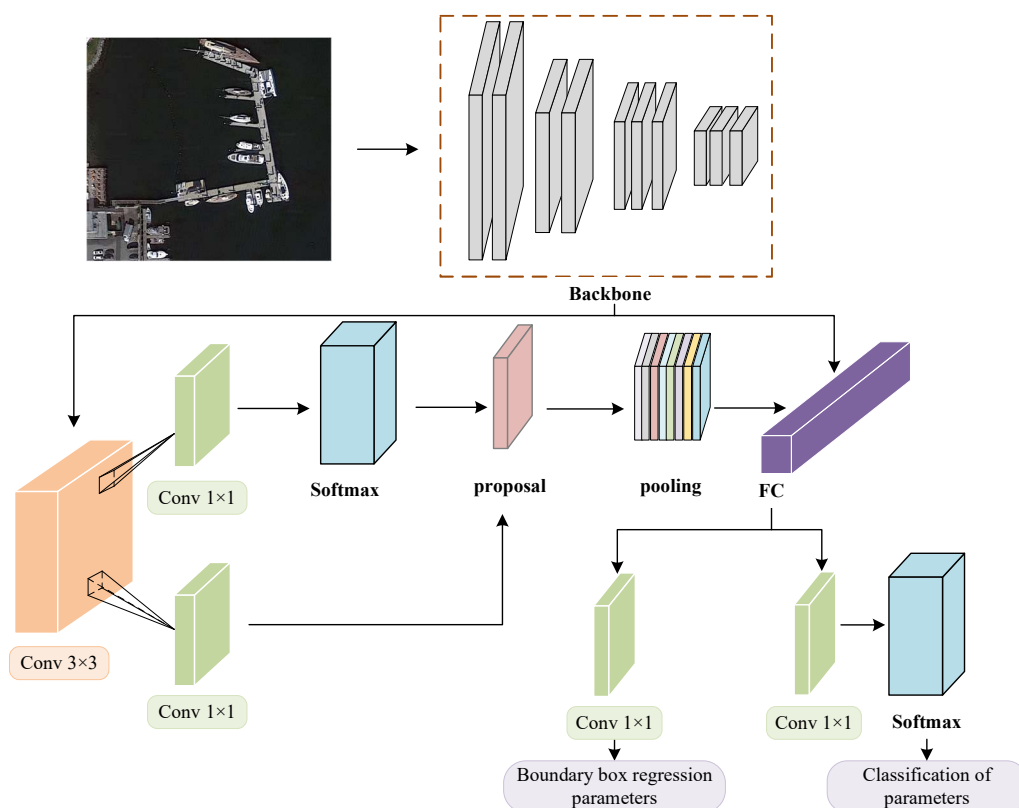 Backbone
Conv 1×1
Softmax
proposal
pooling
FC
Conv 3×3
Conv 1×1
Conv 1×1
Conv 1×1
Softmax
Boundary box regression
parameters
Classification of
parameters